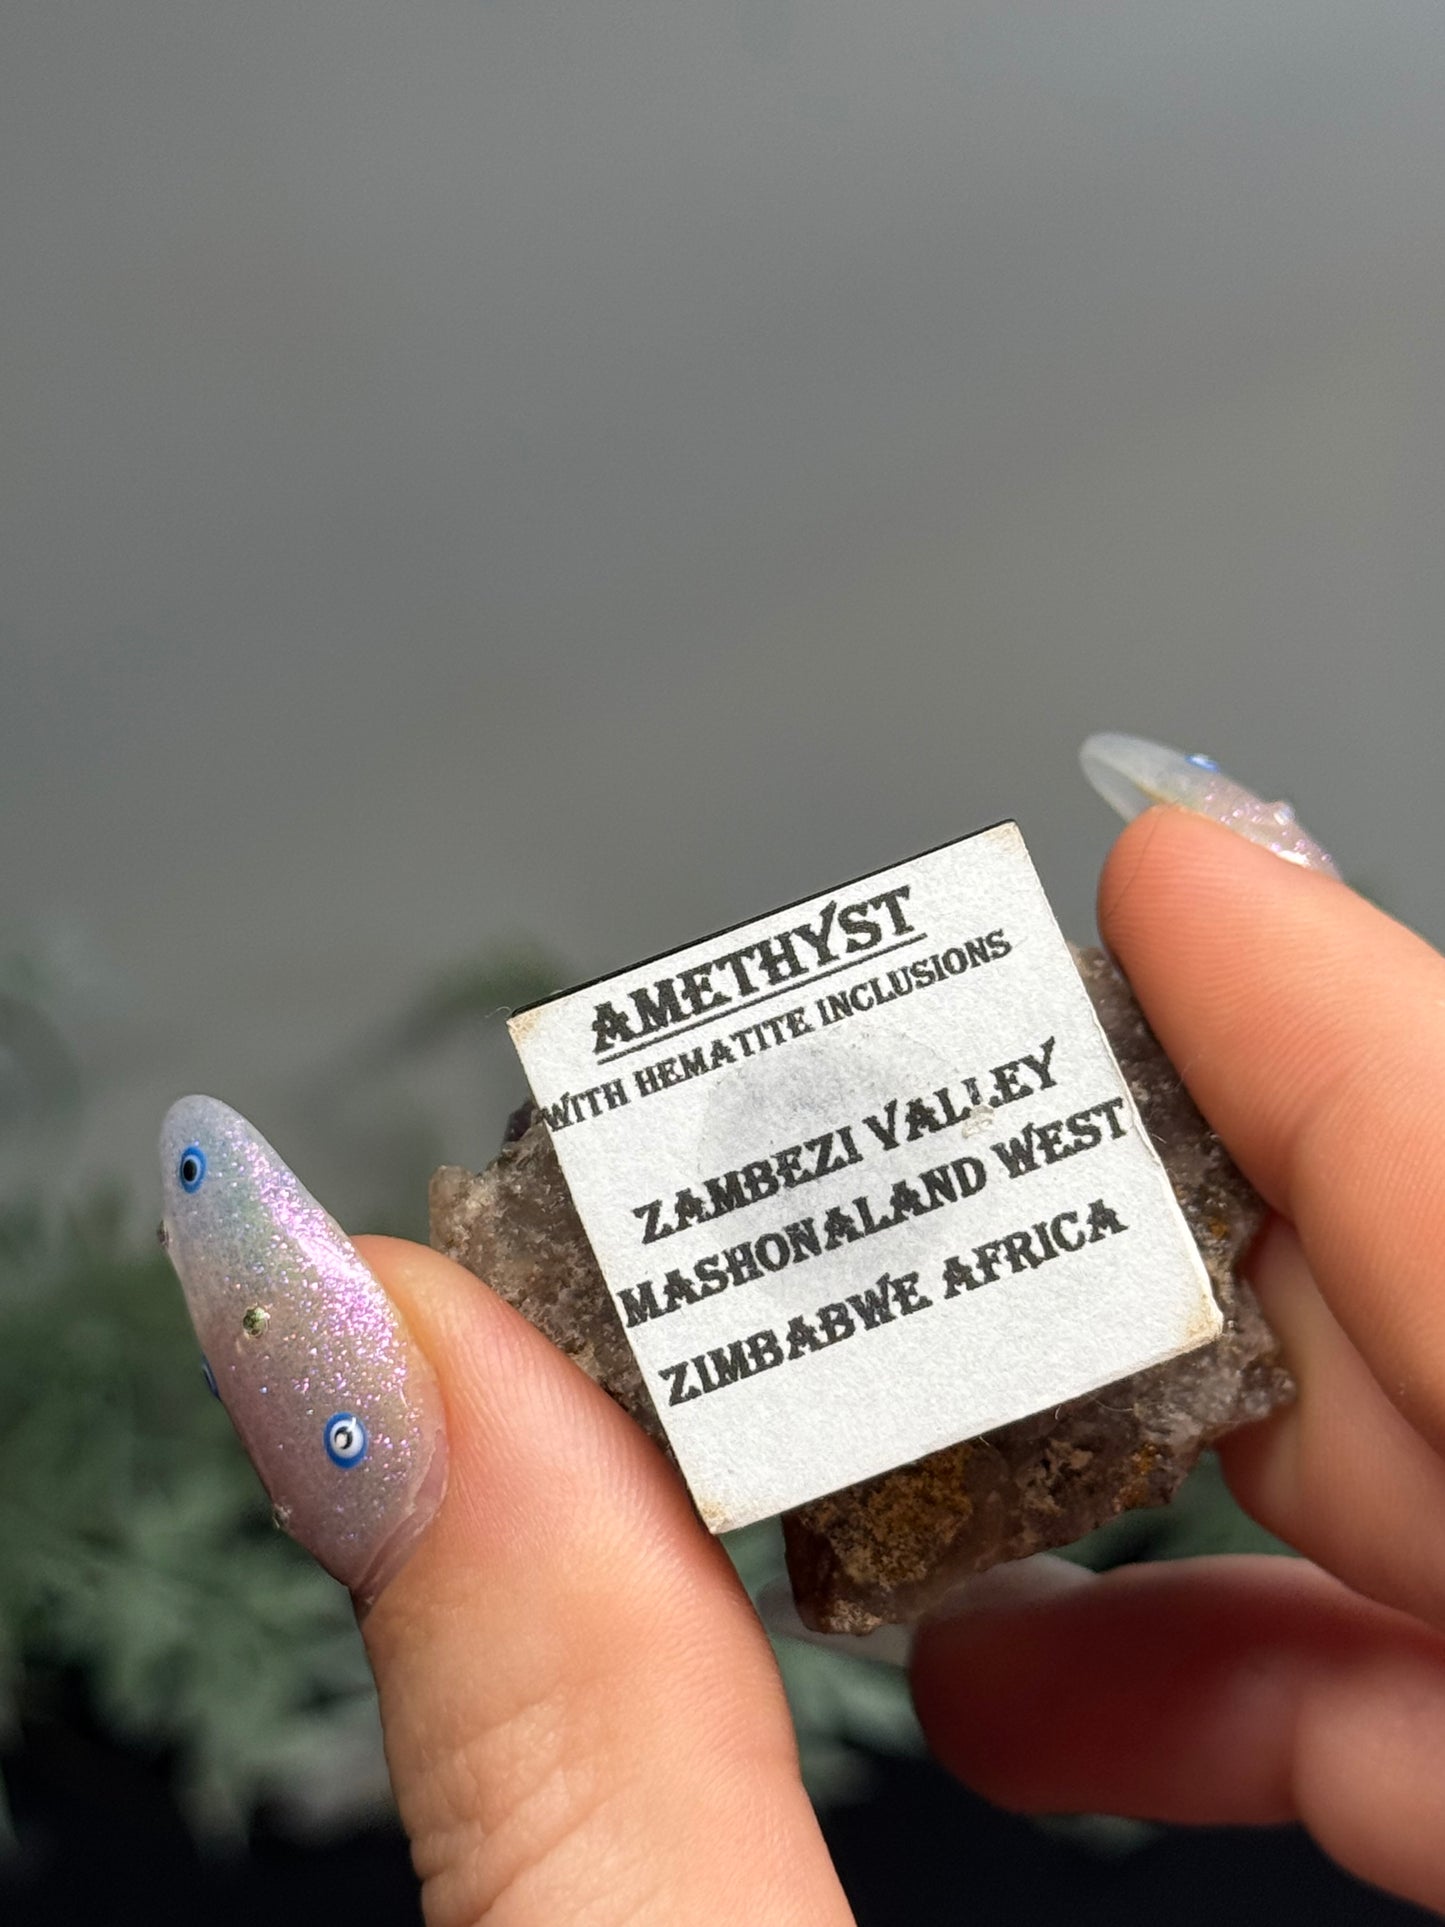 AMETHYST
WITH HEMATITE INCLUSIONS
ZAMBEZI VALLEY
MASHONALAND WEST
ZIMBABWE AFRICA